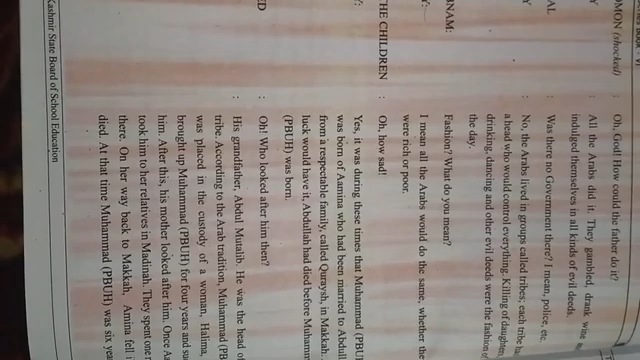 OMON (shocked) : Oh, God! How could the father do it?
Y : All the Arabs did it. They gambled, drank wine
indulged themselves in all kinds of evil deeds.
AL : Was there no Government there? I mean, police, etc.
Y : No, the Arabs lived in groups called tribes; each tribe
a head who would control everything. Killing of daughter
drinking, dancing and other evil deeds were the fashion of
the day.
NAM: Fashion? What do you mean?
Y: I mean all the Arabs would do the same, whether the
were rich or poor.
HE CHILDREN : Oh, how sad!
Y: Yes, it was during these times that Muhammad (PBU
was born of Aamina who had been married to Abdull
from a respectable family, called Quraysh, in Makkah.
luck would have it, Abdullah had died before Muhamm
(PBUH) was born.
ED : Oh! Who looked after him then?
: His grandfather, Abdul Mutalib. He was the head of
tribe. According to the Arab tradition, Muhammad (PB
was placed in the custody of a woman, Halima,
brought up Muhammad (PBUH) for four years and
him. After this, his mother looked after him. Once
took him to her relatives in Madinah. They spent one
there. On her way back to Makkah, Amina fell i
died. At that time Muhammad (PBUH) was six year
Kashmir State Board of School Education